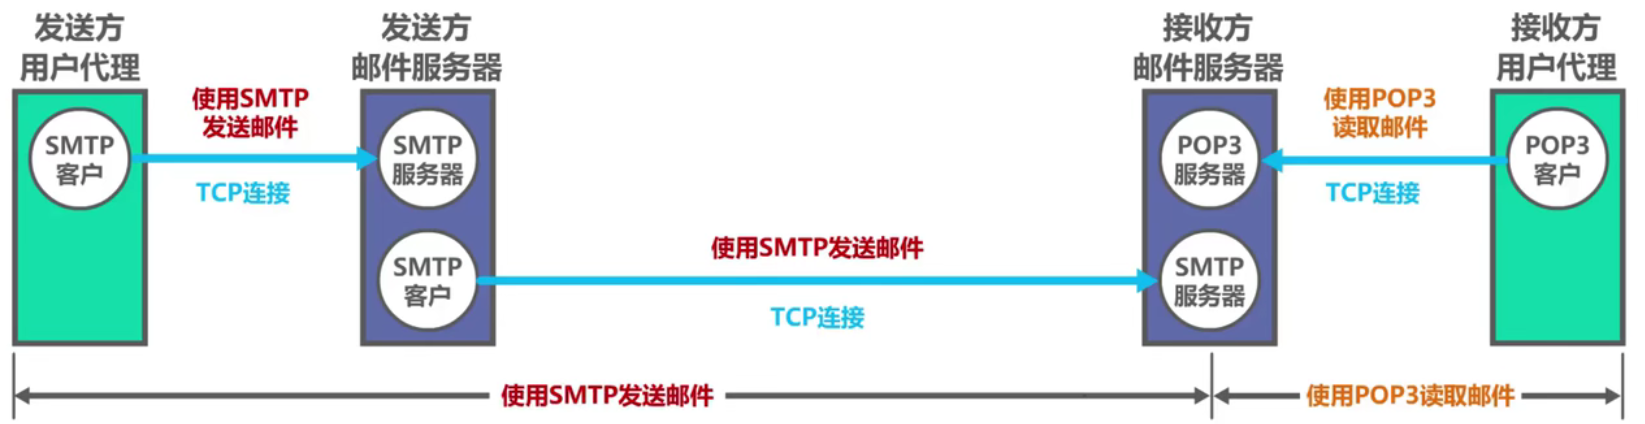 发送方
用户代理
发送方
邮件服务器
接收方
邮件服务器
接收方
用户代理
使用SMTP
发送邮件
使用POP3
读取邮件
SMTP
客户
SMTP
服务器
POP3
服务器
POP3
客户
TCP连接
TCP连接
使用SMTP发送邮件
SMTP
客户
SMTP
服务器
TCP连接
使用SMTP发送邮件
使用POP3读取邮件